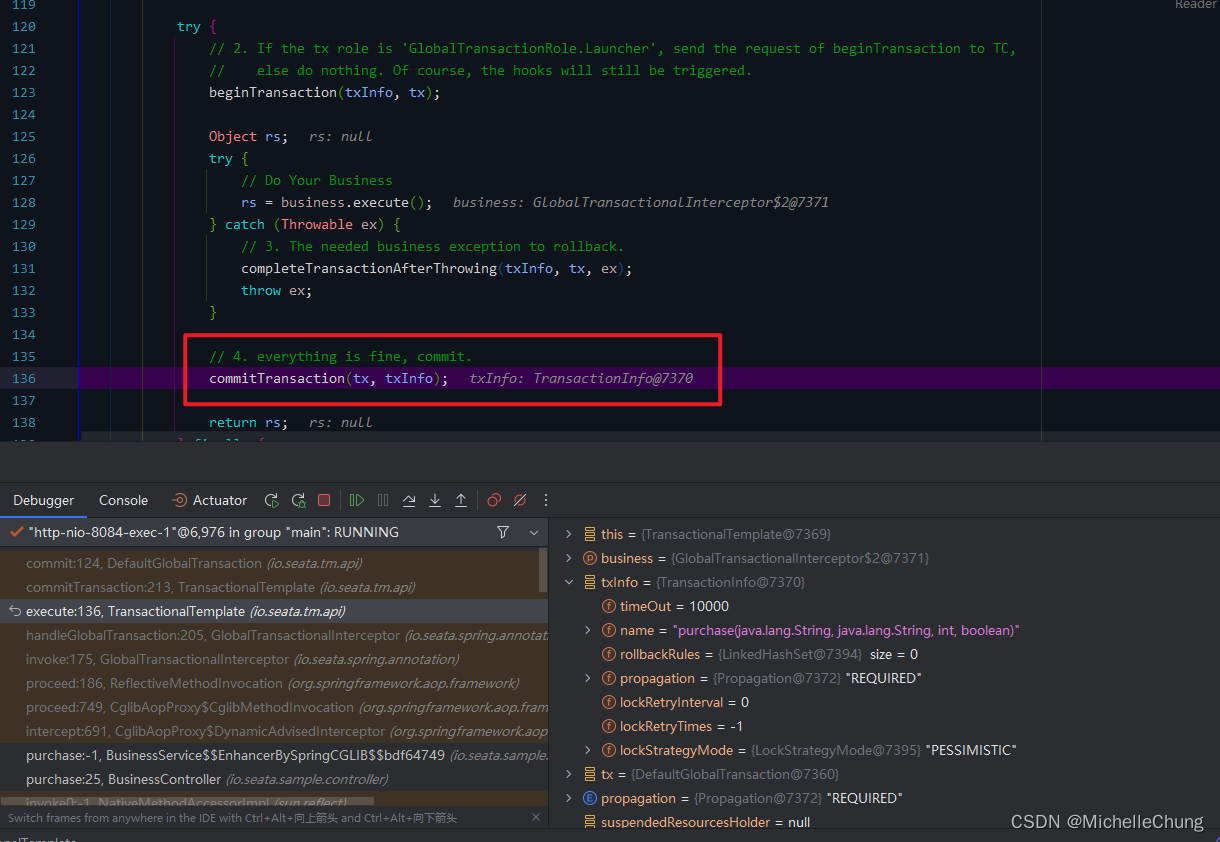 119
Reader
120 try {
121 // 2. If the tx role is 'GlobalTransactionRole.Launcher', send the request of beginTransaction to TC,
122 // else do nothing. Of course, the hooks will still be triggered.
123 beginTransaction(txInfo, tx);
124
125 Object rs; rs: null
126 try {
127 // Do Your Business
128 rs = business.execute(); business: GlobalTransactionalInterceptor$2@7371
129 } catch (Throwable ex) {
130 // 3. The needed business exception to rollback.
131 completeTransactionAfterThrowing(txInfo, tx, ex);
132 throw ex;
133 }
134
135 // 4. everything is fine, commit.
136 commitTransaction(tx, txInfo); txInfo: TransactionInfo@7370
137
138 return rs; rs: null
Debugger Console Actuator
"http-nio-8084-exec-1"@6,976 in group "main": RUNNING
commit:124, DefaultGlobalTransaction (io.seata.tm.api)
commitTransaction:213, TransactionalTemplate (io.seata.tm.api)
execute:136, TransactionalTemplate (io.seata.tm.api)
handleGlobalTransaction:205, GlobalTransactionalInterceptor (io.seata.spring.annotat
invoke:175, GlobalTransactionalInterceptor (io.seata.spring.annotation)
proceed:186, ReflectiveMethodInvocation (org.springframework.aop.framework)
proceed:749, CglibAopProxy$CglibMethodInvocation (org.springframework.aop.fram
intercept:691, CglibAopProxy$DynamicAdvisedInterceptor (org.springframework.aop
purchase:-1, BusinessService$$EnhancerBySpringCGLIB$$bdf64749 (io.seata.sample.
purchase:25, BusinessController (io.seata.sample.controller)
invoke0:-1, NativeMethodAccessorImpl (sun.reflect)
Switch frames from anywhere in the IDE with Ctrl+Alt+向上箭头 and Ctrl+Alt+向下箭头
this = {TransactionalTemplate@7369}
business = {GlobalTransactionalInterceptor$2@7371}
txInfo = {TransactionInfo@7370}
timeOut = 10000
name = "purchase(java.lang.String, java.lang.String, int, boolean)"
rollbackRules = {LinkedHashSet@7394} size = 0
propagation = {Propagation@7372} "REQUIRED"
lockRetryInterval = 0
lockRetryTimes = -1
lockStrategyMode = {LockStrategyMode@7395} "PESSIMISTIC"
tx = {DefaultGlobalTransaction@7360}
propagation = {Propagation@7372} "REQUIRED"
suspendedResourcesHolder = null
CSDN @MichelleChung